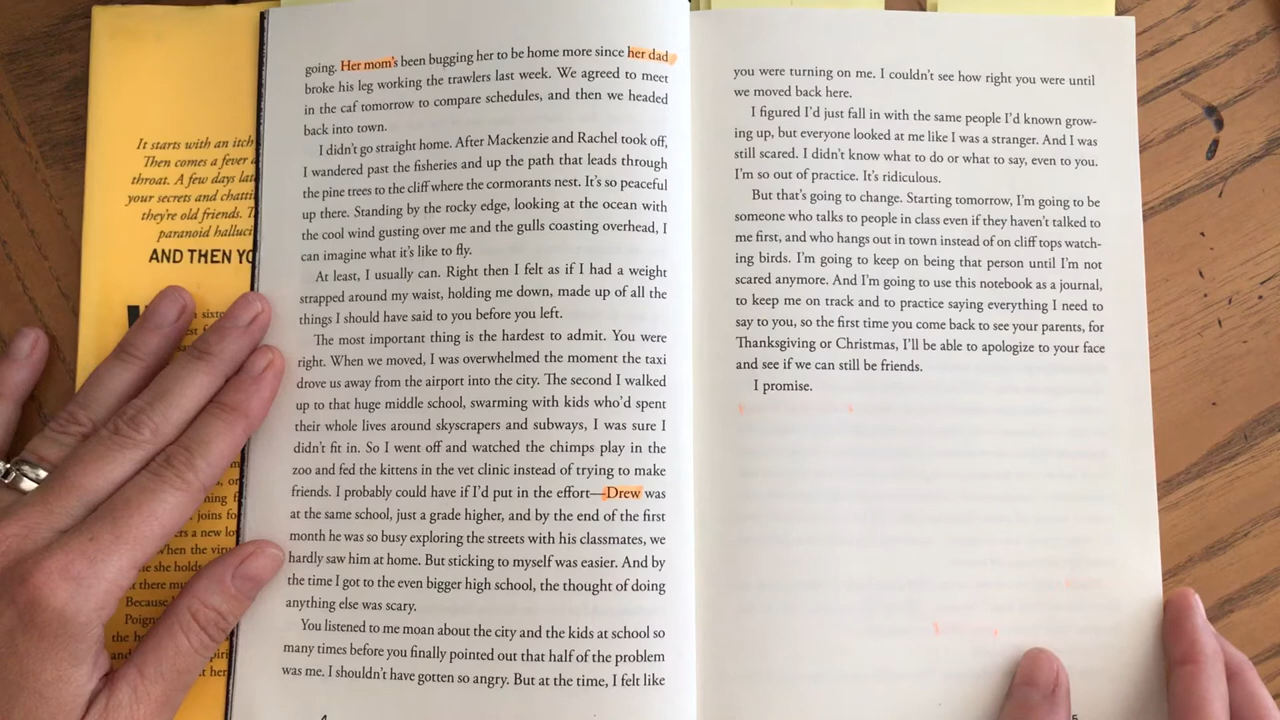 It starts with an itch
Then comes a fever
throat. A few days
your secrets and
they're old friends.
paranoid
AND THEN
going. Her mom's been bugging her to be home more since her dad
broke his leg working the trawlers last week. We agreed to meet
in the caf tomorrow to compare schedules, and then we headed
back into town.
I didn't go straight home. After Mackenzie and Rachel took off,
I wandered past the fisheries and up the path that leads through
the pine trees to the cliff where the cormorants nest. It's so peaceful
up there. Standing by the rocky edge, looking at the ocean with
the cool wind gusting over me and the gulls coasting overhead, I
can imagine what it's like to fly.
At least, I usually can. Right then I felt as if I had a weight
strapped around my waist, holding me down, made up of all the
things I should have said to you before you left.
The most important thing is the hardest to admit. You were
right. When we moved, I was overwhelmed the moment the taxi
drove us away from the airport into the city. The second I walked
up to that huge middle school, swarming with kids who'd spent
their whole lives around skyscrapers and subways, I was sure I
didn't fit in. So I went off and watched the chimps play in the
zoo and fed the kittens in the vet clinic instead of trying to make
friends. I probably could have if I'd put in the effort—Drew was
at the same school, just a grade higher, and by the end of the first
month he was so busy exploring the streets with his classmates, we
hardly saw him at home. But sticking to myself was easier. And by
the time I got to the even bigger high school, the thought of doing
anything else was scary.
You listened to me moan about the city and the kids at school so
many times before you finally pointed out that half of the problem
was me. I shouldn't have gotten so angry. But at the time, I felt like
you were turning on me. I couldn't see how right you were until
we moved back here.
I figured I'd just fall in with the same people I'd known grow-
ing up, but everyone looked at me like I was a stranger. And I was
still scared. I didn't know what to do or what to say, even to you.
I'm so out of practice. It's ridiculous.
But that's going to change. Starting tomorrow, I'm going to be
someone who talks to people in class even if they haven't talked to
me first, and who hangs out in town instead of on cliff tops watch-
ing birds. I'm going to keep on being that person until I'm not
scared anymore. And I'm going to use this notebook as a journal,
to keep me on track and to practice saying everything I need to
say to you, so the first time you come back to see your parents, for
Thanksgiving or Christmas, I'll be able to apologize to your face
and see if we can still be friends.
I promise.